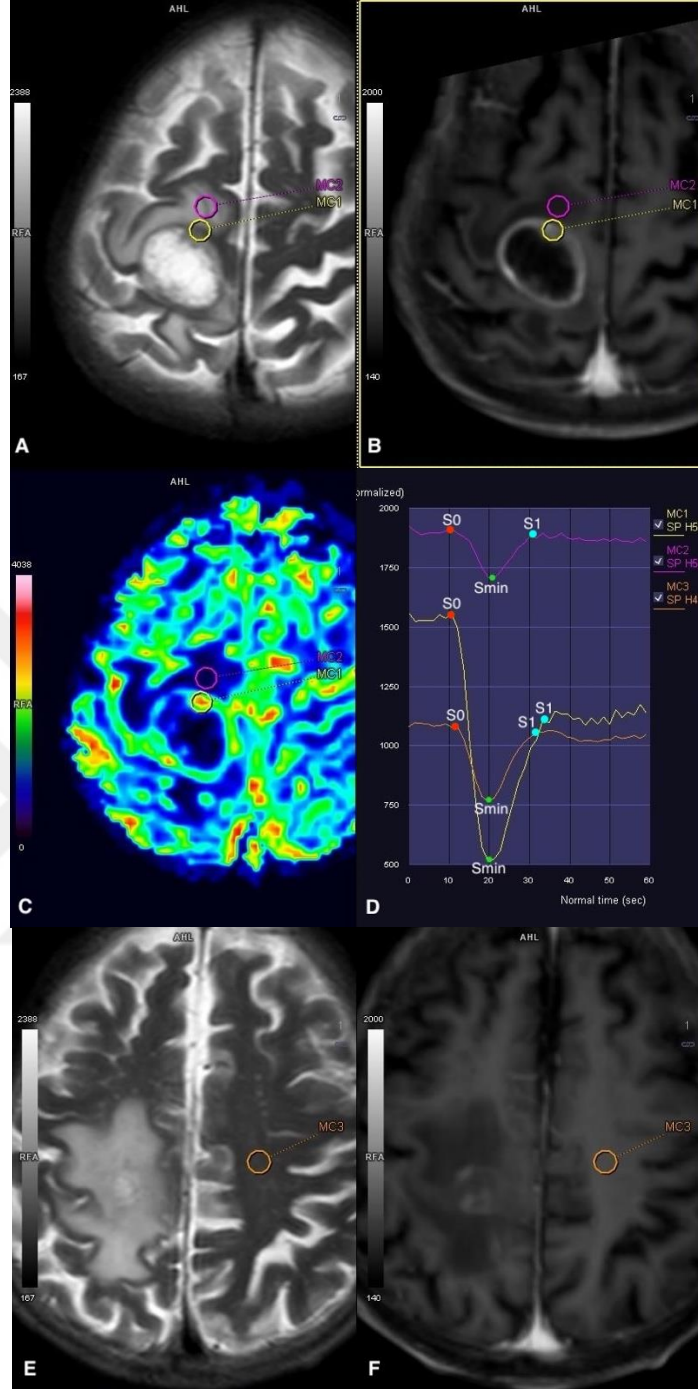 AHL
2388
MC2
MC1
RFA
167
A
AHL
2000
MC2
MC1
RFA
140
B
AHL
4038
MC2
MC1
RFA
0
C
ormalized)
2000
1750
1500
1250
1000
750
500
0
10
20
30
40
50
60
Normal time (sec)
S0
S1
Smin
S0
S0
S1
S1
Smin
Smin
MC1
SP H5
MC2
SP H5
MC3
SP H4
D
AHL
2388
MC3
RFA
167
E
AHL
2000
MC3
RFA
140
F